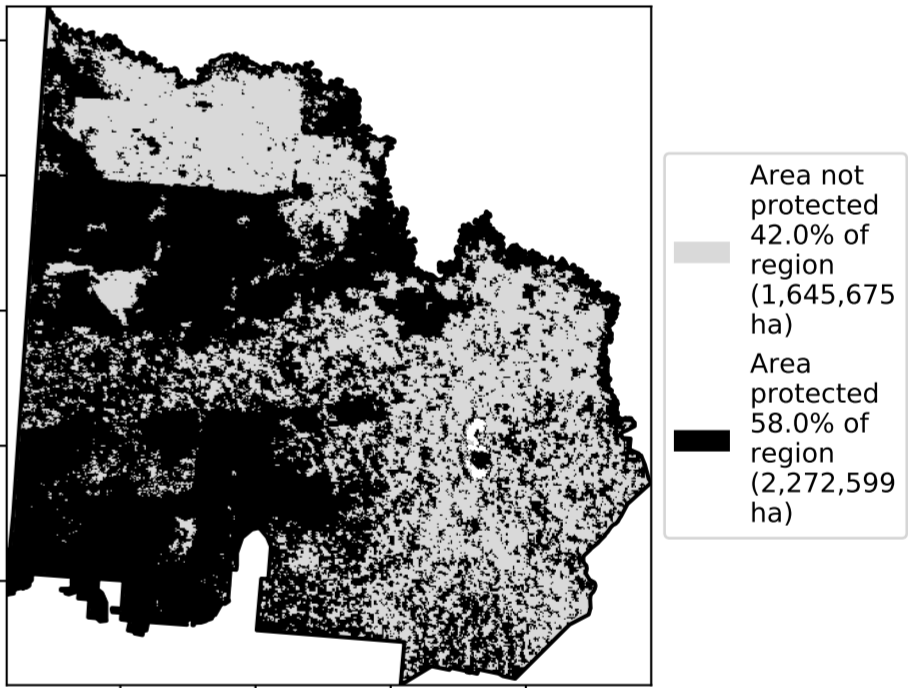 Area not
protected
42.0% of
region
(1,645,675
ha)
Area
protected
58.0% of
region
(2,272,599
ha)